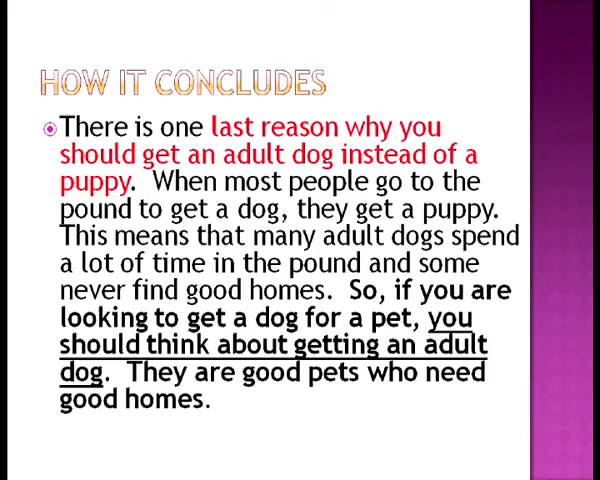 HOW IT CONCLUDES
There is one last reason why you
should get an adult dog instead of a
puppy.  When most people go to the
pound to get a dog, they get a puppy.
This means that many adult dogs spend
a lot of time in the pound and some
never find good homes.  So, if you are
looking to get a dog for a pet, you
should think about getting an adult
dog.  They are good pets who need
good homes.